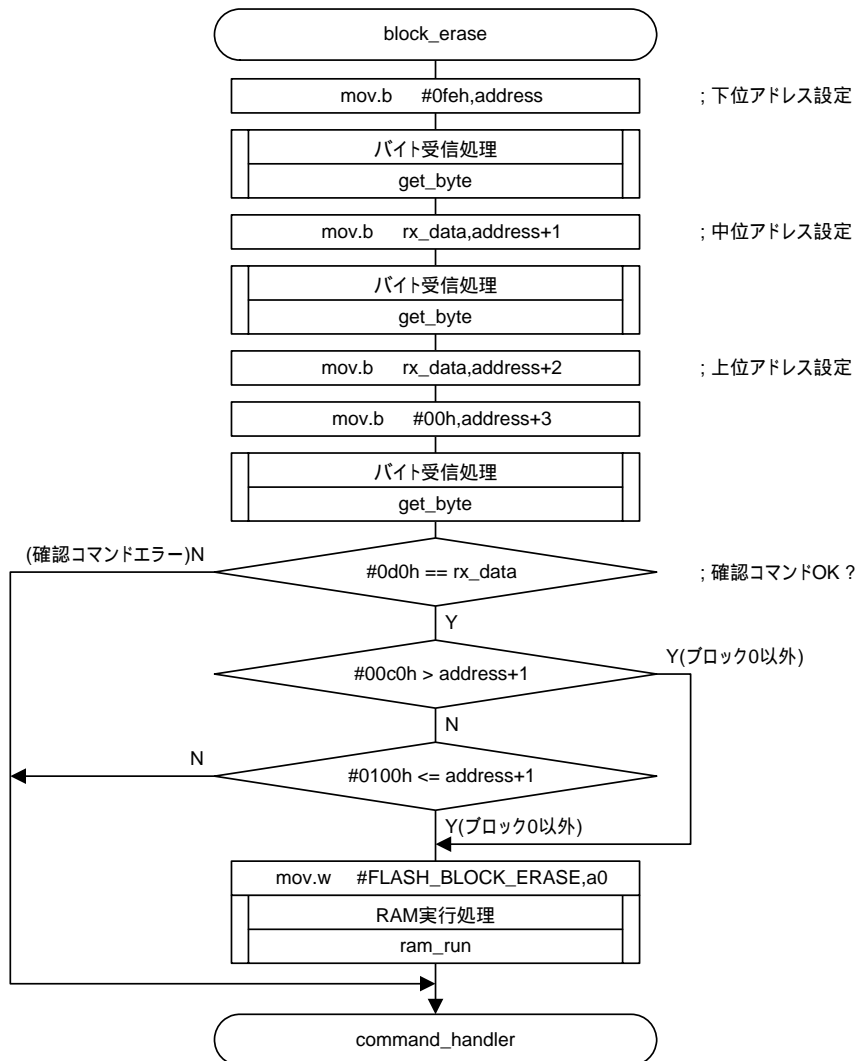 block_erase
mov.b #0feh,address ; 下位アドレス設定
バイト受信処理
get_byte
mov.b rx_data,address+1 ; 中位アドレス設定
バイト受信処理
get_byte
mov.b rx_data,address+2 ; 上位アドレス設定
mov.b #00h,address+3
バイト受信処理
get_byte
(確認コマンドエラー)N
#0d0h == rx_data ; 確認コマンドOK ?
Y
#00c0h > address+1 Y(ブロック0以外)
N
N
#0100h <= address+1
Y(ブロック0以外)
mov.w #FLASH_BLOCK_ERASE,a0
RAM実行処理
ram_run
command_handler